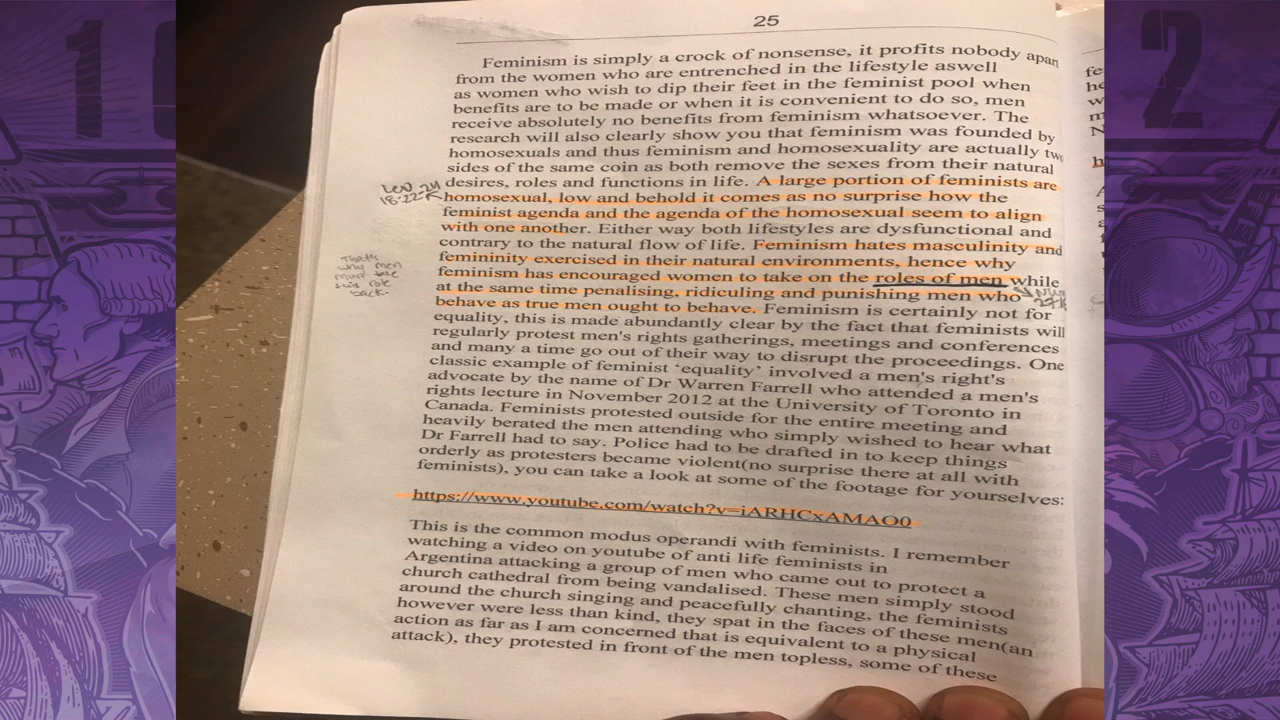 25
Feminism is simply a crock of nonsense, it profits nobody apart
from the women who are entrenched in the lifestyle aswell
as women who wish to dip their feet in the feminist pool when
benefits are to be made or when it is convenient to do so, men
receive absolutely no benefits from feminism whatsoever. The
research will also clearly show you that feminism was founded by
homosexuals and thus feminism and homosexuality are actually two
sides of the same coin as both remove the sexes from their natural
desires, roles and functions in life. A large portion of feminists are
homosexual, low and behold it comes as no surprise how the
feminist agenda and the agenda of the homosexual seem to align
with one another. Either way both lifestyles are dysfunctional and
contrary to the natural flow of life. Feminism hates masculinity and
femininity exercised in their natural environments, hence why
feminism has encouraged women to take on the roles of men while
at the same time penalising, ridiculing and punishing men who
behave as true men ought to behave. Feminism is certainly not for
equality, this is made abundantly clear by the fact that feminists will
regularly protest men's rights gatherings, meetings and conferences
and many a time go out of their way to disrupt the proceedings. One
classic example of feminist ‘equality’ involved a men's right's
advocate by the name of Dr Warren Farrell who attended a men's
rights lecture in November 2012 at the University of Toronto in
Canada. Feminists protested outside for the entire meeting and
heavily berated the men attending who simply wished to hear what
Dr Farrell had to say. Police had to be drafted in to keep things
orderly as protesters became violent(no surprise there at all with
feminists), you can take a look at some of the footage for yourselves:
https://www.youtube.com/watch?v=iARHCxAMAO0
This is the common modus operandi with feminists. I remember
watching a video on youtube of anti life feminists in
Argentina attacking a group of men who came out to protect a
church cathedral from being vandalised. These men simply stood
around the church singing and peacefully chanting, the feminists
however were less than kind, they spat in the faces of these men(an
action as far as I am concerned that is equivalent to a physical
attack), they protested in front of the men topless, some of these
That's
why men
must take
role
back.
18-22
fe
h
w
m
N
h
1
2